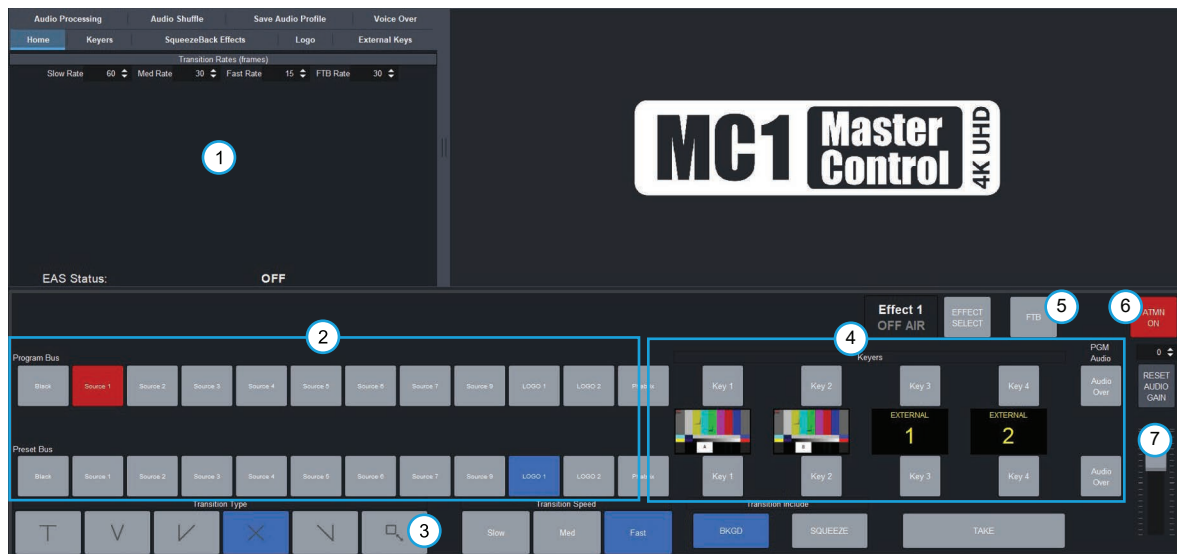 Audio Processing Audio Shuffle Save Audio Profile Voice Over
Home Keyers SqueezeBack Effects Logo External Keys
Transition Rates (frames)
Slow Rate 60 Med Rate 30 Fast Rate 15 FTB Rate 30
1
EAS Status: OFF
MC1 Master Control 4K UHD
Effect 1
OFF AIR
EFFECT
SELECT
FTB
5
6
ATMN
ON
2
4
Program Bus
Keyers
PGM
Audio
0
Black Source 1 Source 2 Source 3 Source 4 Source 5 Source 6 Source 7 Source 9 LOGO 1 LOGO 2
Key 1 Key 2 Key 3 Key 4
Audio
Over
RESET
AUDIO
GAIN
A
B
EXTERNAL
1
EXTERNAL
2
7
Preset Bus
Black Source 1 Source 2 Source 3 Source 4 Source 5 Source 6 Source 7 Source 9 LOGO 1 LOGO 2
Key 1 Key 2 Key 3 Key 4
Audio
Over
Transition Type Transition Speed Transition Include
3
Slow Med Fast BKGD SQUEEZE TAKE